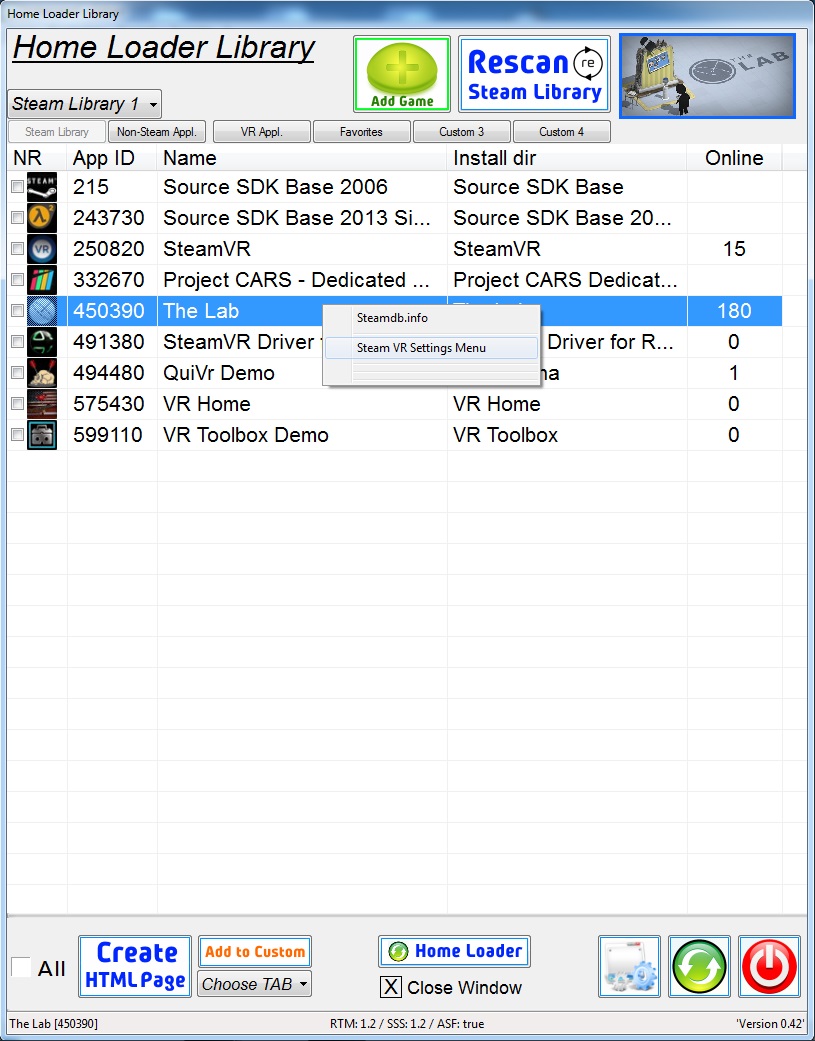 Home Loader Library
Home Loader Library
Add Game
Rescan re
Steam Library
THE LAB
Steam Library 1
Steam Library Non-Steam Appl. VR Appl. Favorites Custom 3 Custom 4
NR App ID Name Install dir Online
STEAM 215 Source SDK Base 2006 Source SDK Base
2 243730 Source SDK Base 2013 Si... Source SDK Base 20...
VR 250820 SteamVR SteamVR 15
332670 Project CARS - Dedicated ... Project CARS Dedicat...
450390 The Lab 180
Steamdb.info
491380 SteamVR Driver Driver for R... 0
Steam VR Settings Menu
494480 QuiVr Demo 1
575430 VR Home VR Home 0
599110 VR Toolbox Demo VR Toolbox 0
All
Create
HTML Page
Add to Custom
Choose TAB
Home Loader
X Close Window
The Lab [450390] RTM: 1.2 / SSS: 1.2 / ASF: true 'Version 0.42'